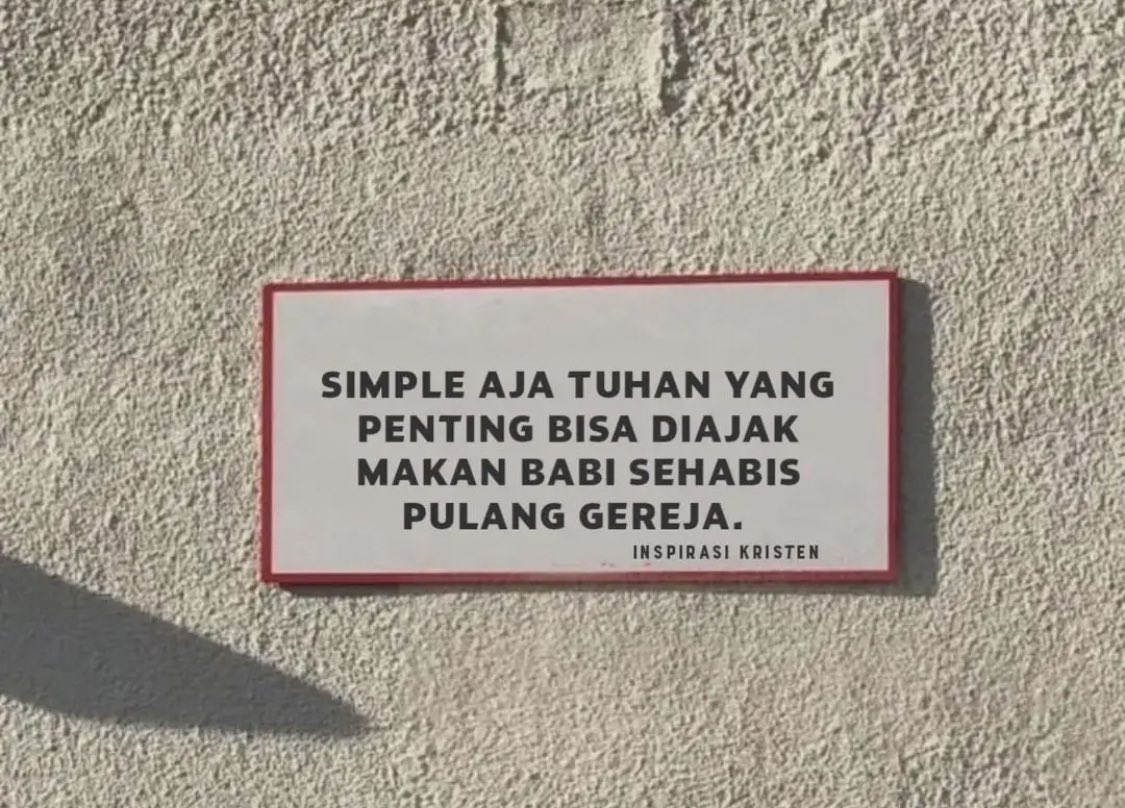 SIMPLE AJA TUHAN YANG
PENTING BISA DIAJAK
MAKAN BABI SEHABIS
PULANG GEREJA.
INSPIRASI KRISTEN